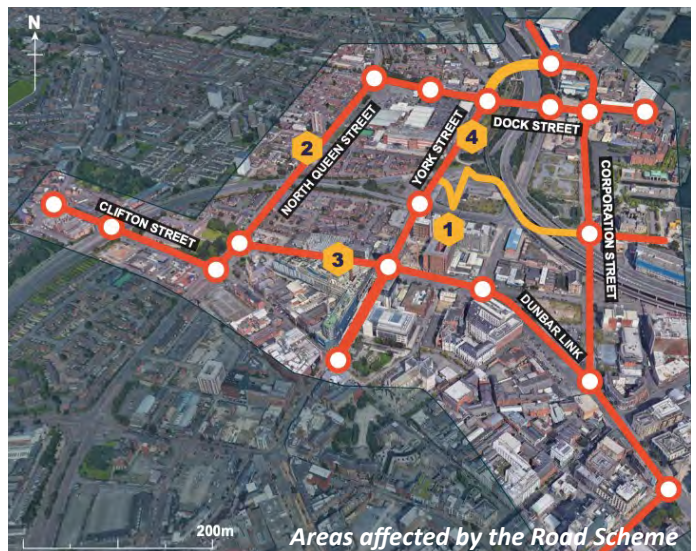 N
2
NORTH QUEEN STREET
YORK STREET
4
DOCK STREET
CLIFTON STREET
1
CORPORATION STREET
3
DUNBAR LINK
200m
Areas affected by the Road Scheme